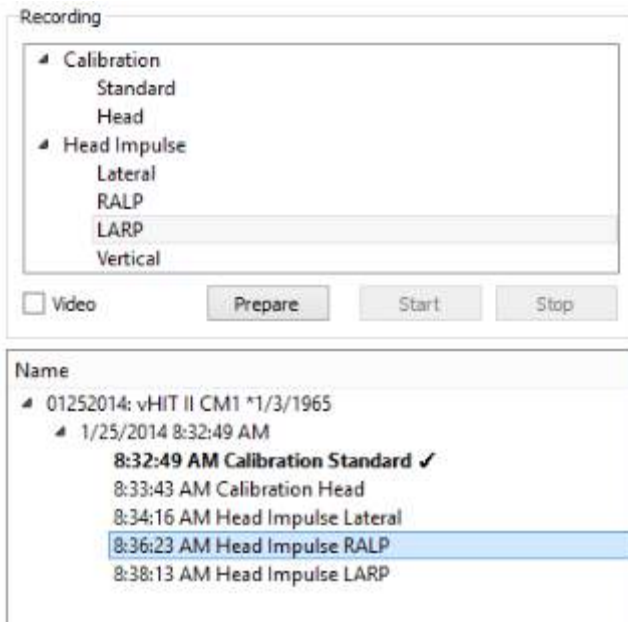 Recording
Calibration
Standard
Head
Head Impulse
Lateral
RALP
LARP
Vertical
Video Prepare Start Stop
Name
01252014: vHIT II CM1 *1/3/1965
1/25/2014 8:32:49 AM
8:32:49 AM Calibration Standard ✓
8:33:43 AM Calibration Head
8:34:16 AM Head Impulse Lateral
8:36:23 AM Head Impulse RALP
8:38:13 AM Head Impulse LARP